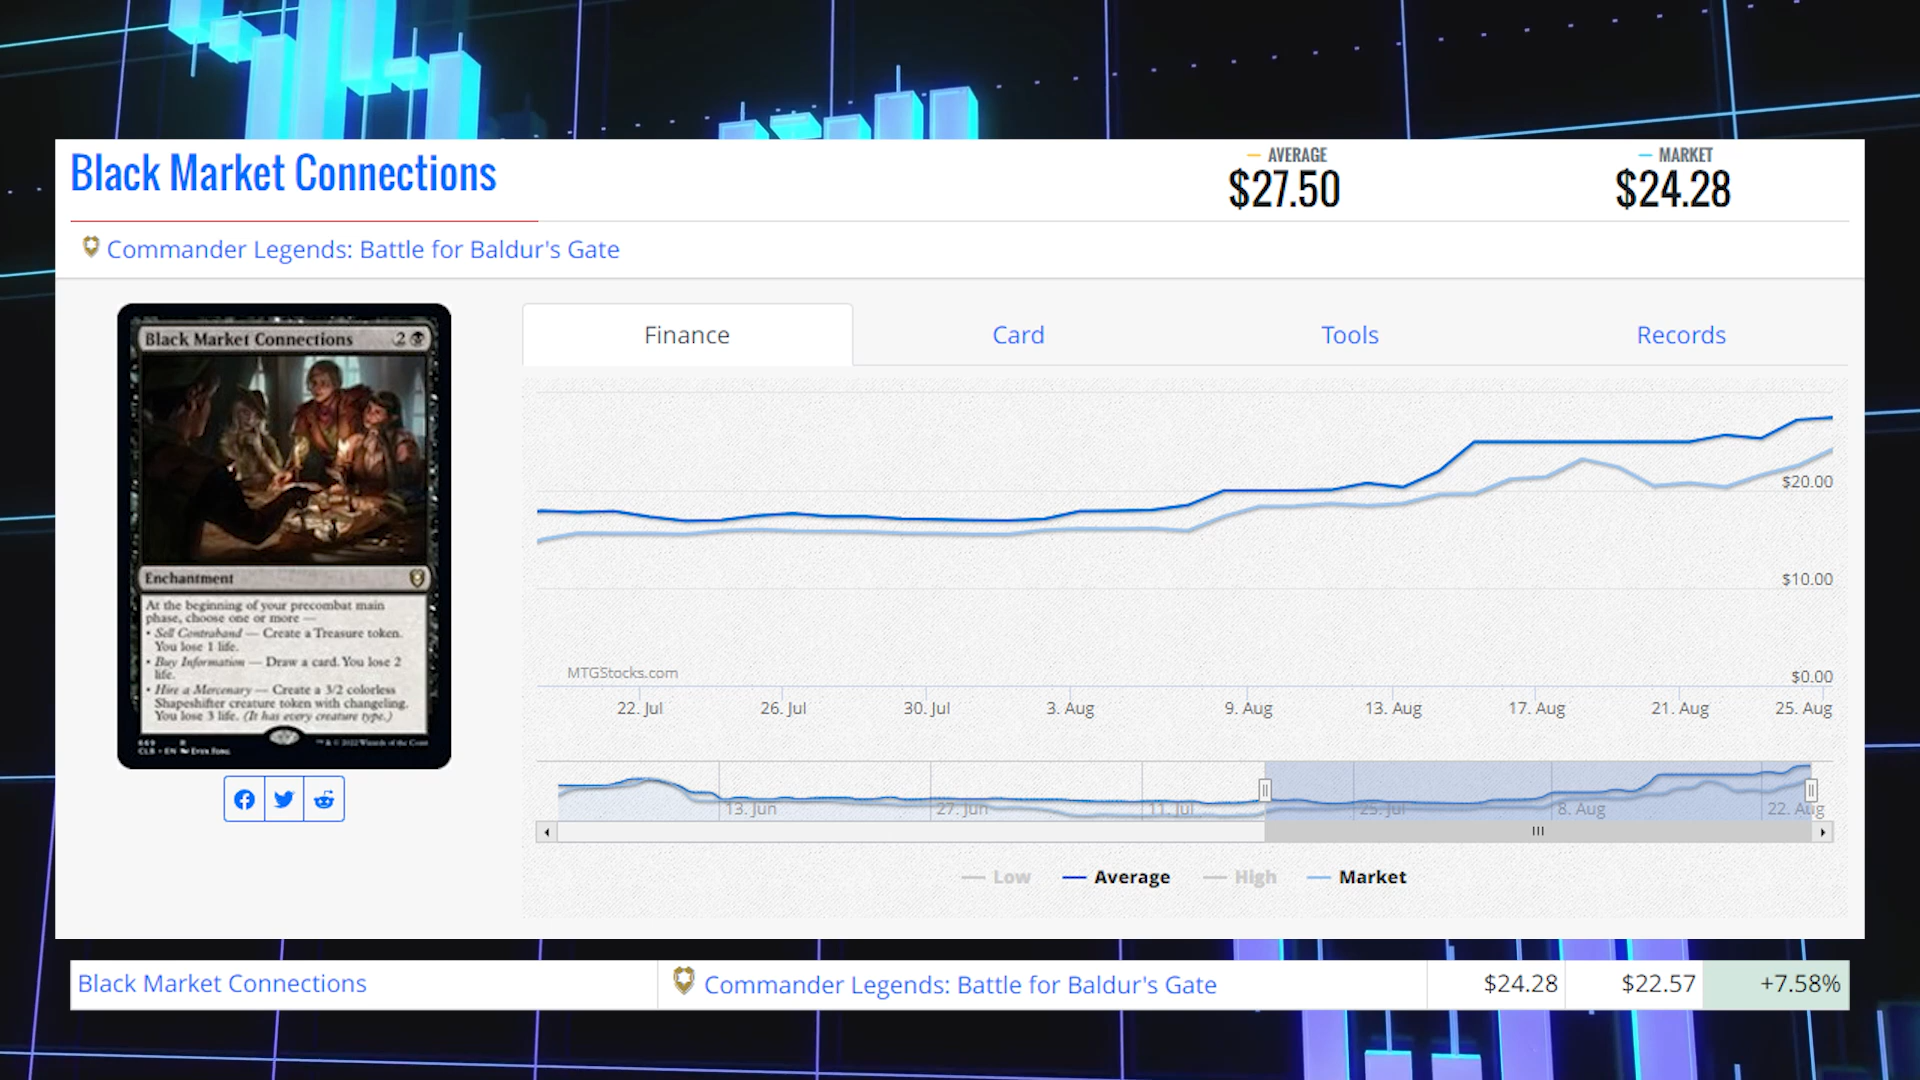 Black Market Connections
AVERAGE
$27.50
MARKET
$24.28
Commander Legends: Battle for Baldur's Gate
Black Market Connections 2
Enchantment
At the beginning of your precombat main
phase, choose one or more —
• Sell Contraband — Create a Treasure token.
You lose 1 life.
• Buy Information — Draw a card. You lose 2
life.
• Hire a Mercenary — Create a 3/2 colorless
Shapeshifter creature token with changeling.
You lose 3 life. (It has every creature type.)
CLB • EN
Finance
Card
Tools
Records
$20.00
$10.00
$0.00
MTGStocks.com
22. Jul
26. Jul
30. Jul
3. Aug
9. Aug
13. Aug
17. Aug
21. Aug
25. Aug
13. Jun
27. Jun
11. Jul
25. Jul
8. Aug
22. Aug
Low
Average
High
Market
Black Market Connections
Commander Legends: Battle for Baldur's Gate
$24.28
$22.57
+7.58%